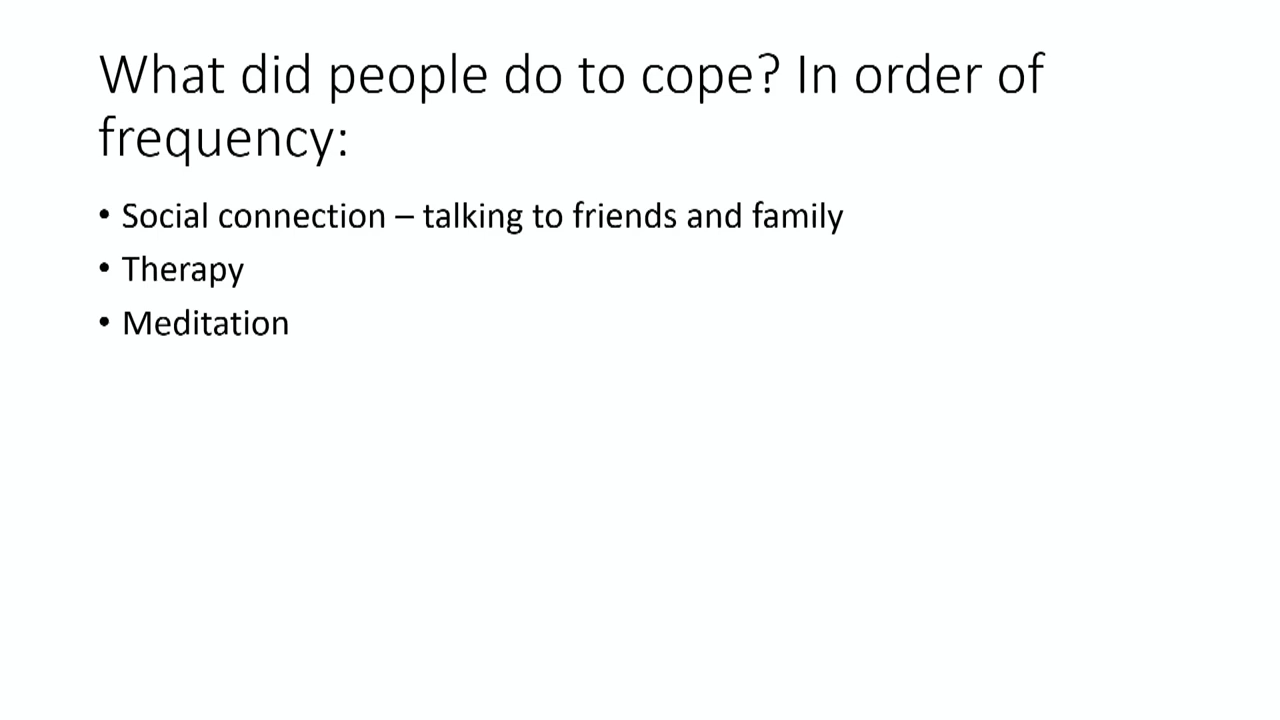 What did people do to cope? In order of
frequency:
• Social connection – talking to friends and family
• Therapy
• Meditation